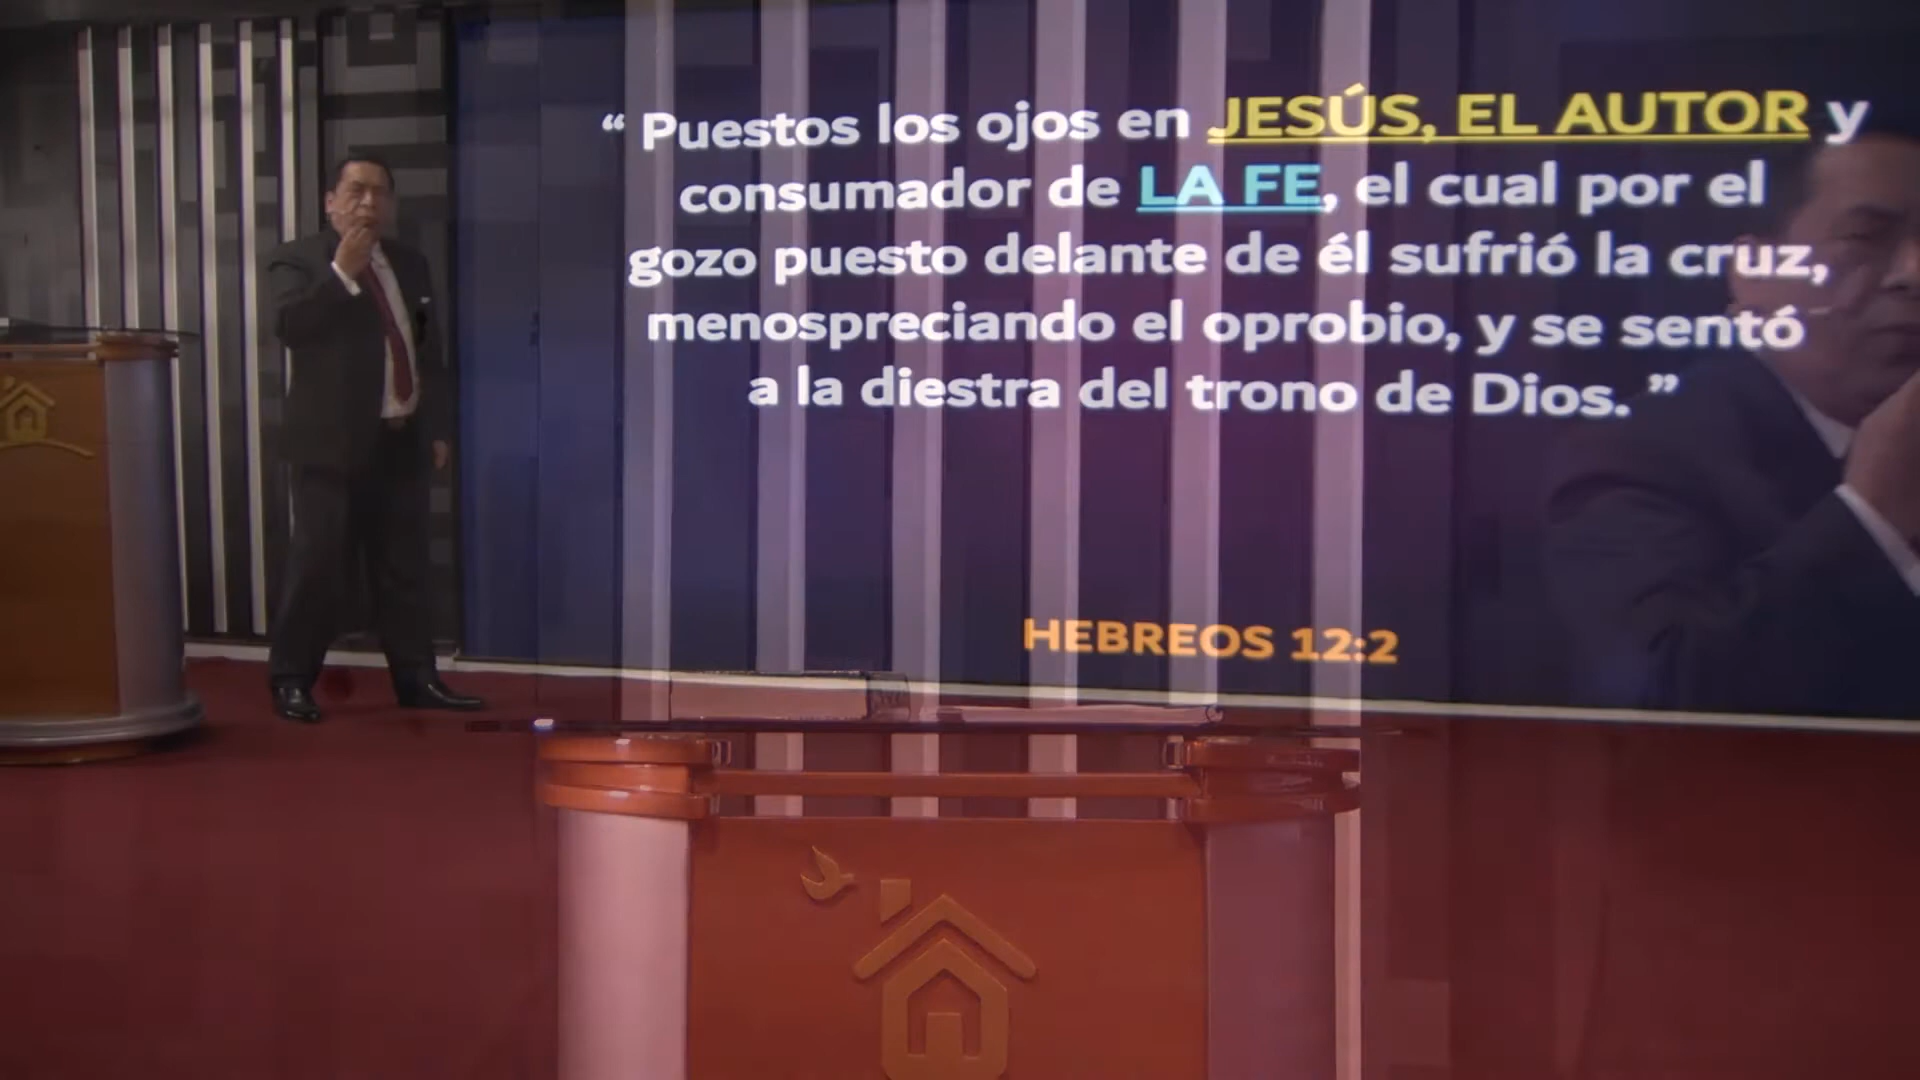 “ Puestos los ojos en JESÚS, EL AUTOR y
consumador de LA FE, el cual por el
gozo puesto delante de él sufrió la cruz,
menospreciando el oprobio, y se sentó
a la diestra del trono de Dios. ”
HEBREOS 12:2